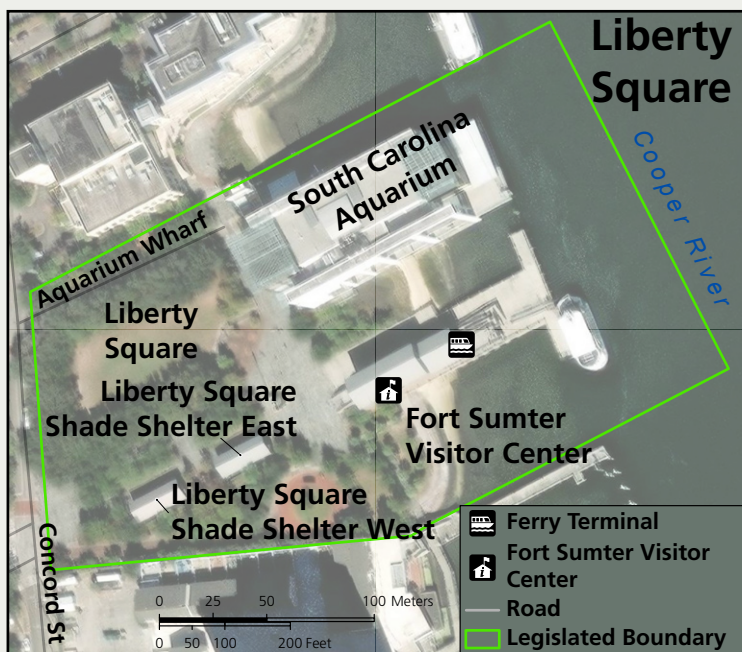 Liberty
Square
Cooper River
South Carolina
Aquarium
Aquarium Wharf
Liberty
Square
Liberty Square
Shade Shelter East
Fort Sumter
Visitor Center
Liberty Square
Shade Shelter West
Concord St
0 25 50 100 Meters
0 50 100 200 Feet
Ferry Terminal
Fort Sumter Visitor
Center
Road
Legislated Boundary